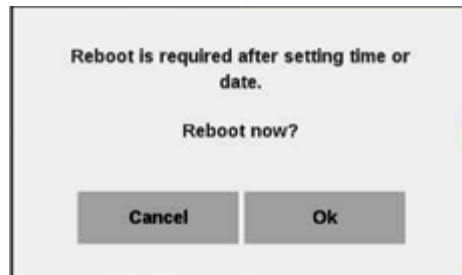 Reboot is required after setting time or
date.
Reboot now?
Cancel
Ok